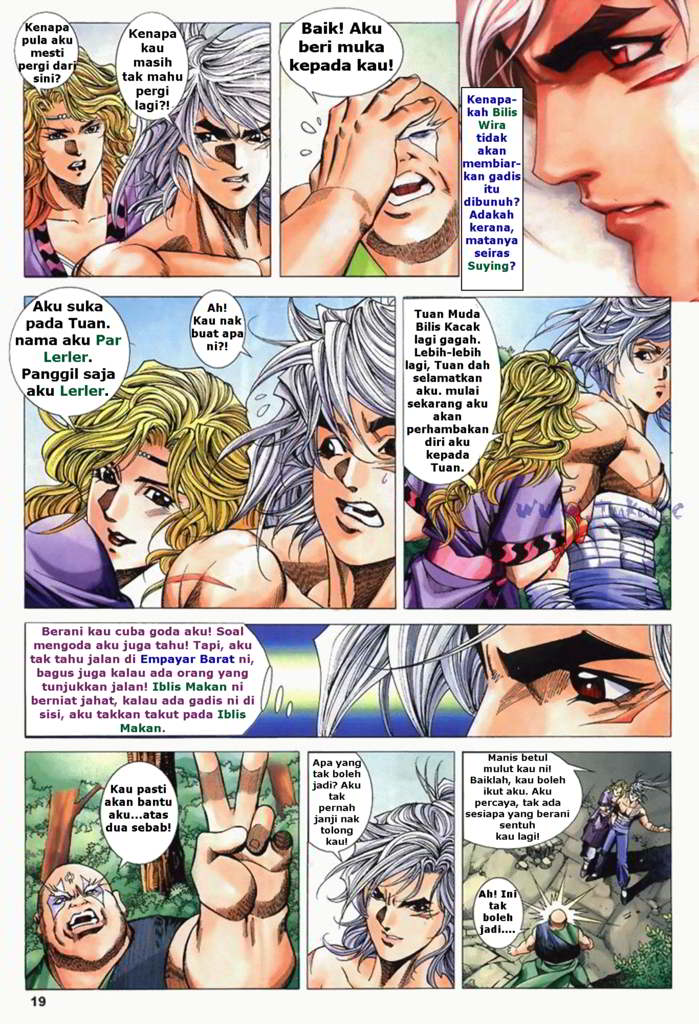 Kenapa
pula aku
mesti
pergi dari
sini?
Kenapa
kau
masih
tak mahu
pergi
lagi?!
Baik! Aku
beri muka
kepada kau!
Kenapa-
kah Bilis
Wira
tidak
akan
membiar-
kan gadis
itu
dibunuh?
Adakah
kerana,
matanya
seiras
Suying?
Aku suka
pada Tuan.
nama aku Par
Lerler.
Panggil saja
aku Lerler.
Ah!
Kau nak
buat apa
ni?!
Tuan Muda
Bilis Kacak
lagi gagah.
Lebih-lebih
lagi, Tuan dah
selamatkan
aku. mulai
sekarang aku
akan
perhambakan
diri aku
kepada
Tuan.
Berani kau cuba goda aku! Soal
mengoda aku juga tahu! Tapi, aku
tak tahu jalan di Empayar Barat ni,
bagus juga kalau ada orang yang
tunjukkan jalan! Iblis Makan ni
berniat jahat, kalau ada gadis ni di
sisi, aku takkan takut pada Iblis
Makan.
Kau pasti
akan bantu
aku...atas
dua sebab!
Apa yang
tak boleh
jadi? Aku
tak
pernah
janji nak
tolong
kau!
Manis betul
mulut kau ni!
Baiklah, kau boleh
ikut aku. Aku
percaya, tak ada
sesiapa yang berani
sentuh
kau lagi!
Ah! Ini
tak
boleh
jadi....
19